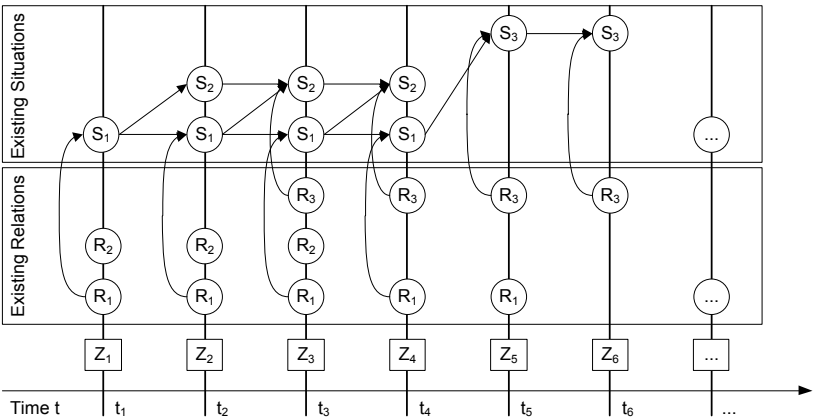 Existing Situations
S₃ S₃
S₂ S₂ S₂
S₁ S₁ S₁ S₁ ...
Existing Relations
R₃ R₃ R₃ R₃
R₂ R₂ R₂
R₁ R₁ R₁ R₁ R₁ ...
Z₁ Z₂ Z₃ Z₄ Z₅ Z₆ ...
Time t t₁ t₂ t₃ t₄ t₅ t₆ ...